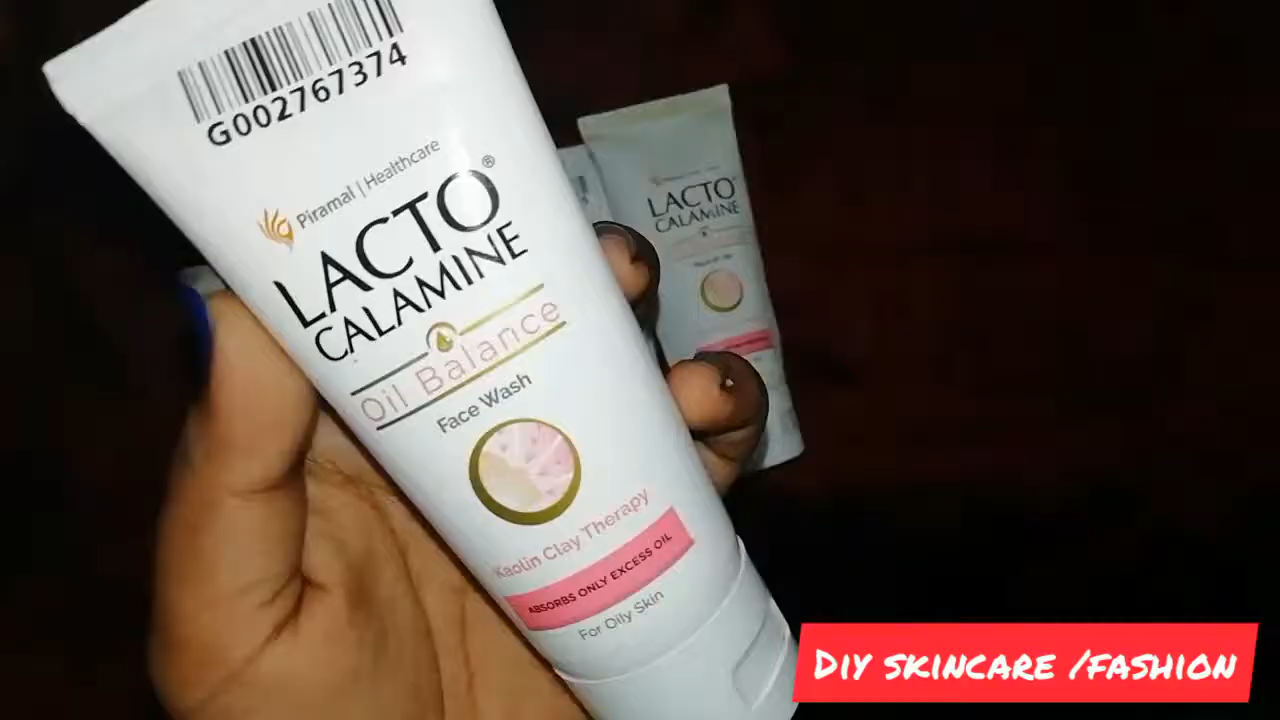 G002767374
Piramal | Healthcare
LACTO®
CALAMINE
Oil Balance
Face Wash
Kaolin Clay Therapy
ABSORBS ONLY EXCESS OIL
For Oily Skin
LACTO
CALAMINE
DIY SKINCARE /FASHION